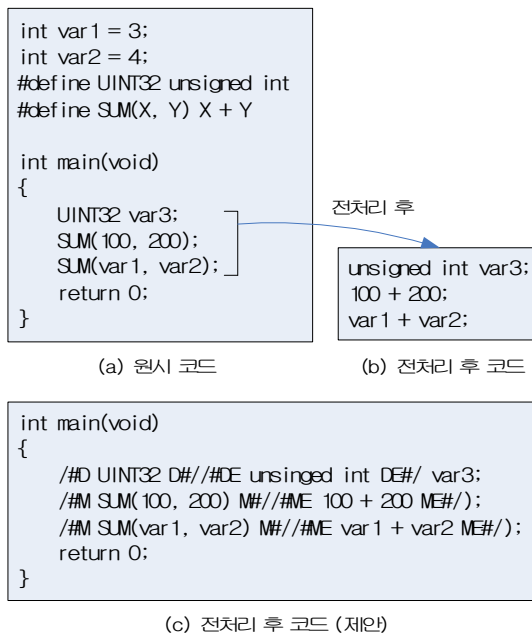 int var1 = 3;
int var2 = 4;
#define UINT32 unsigned int
#define SUM(X, Y) X + Y
int main(void)
{
UINT32 var3;
SUM(100, 200);
SUM(var1, var2);
return 0;
}
전처리 후
unsigned int var3;
100 + 200;
var1 + var2;
(a) 원시 코드
(b) 전처리 후 코드
int main(void)
{
/#D UINT32 D#//#DE unsinged int DE#/ var3;
/#M SUM(100, 200) M#//#ME 100 + 200 ME#/);
/#M SUM(var1, var2) M#//#ME var1 + var2 ME#/);
return 0;
}
(c) 전처리 후 코드 (제안)